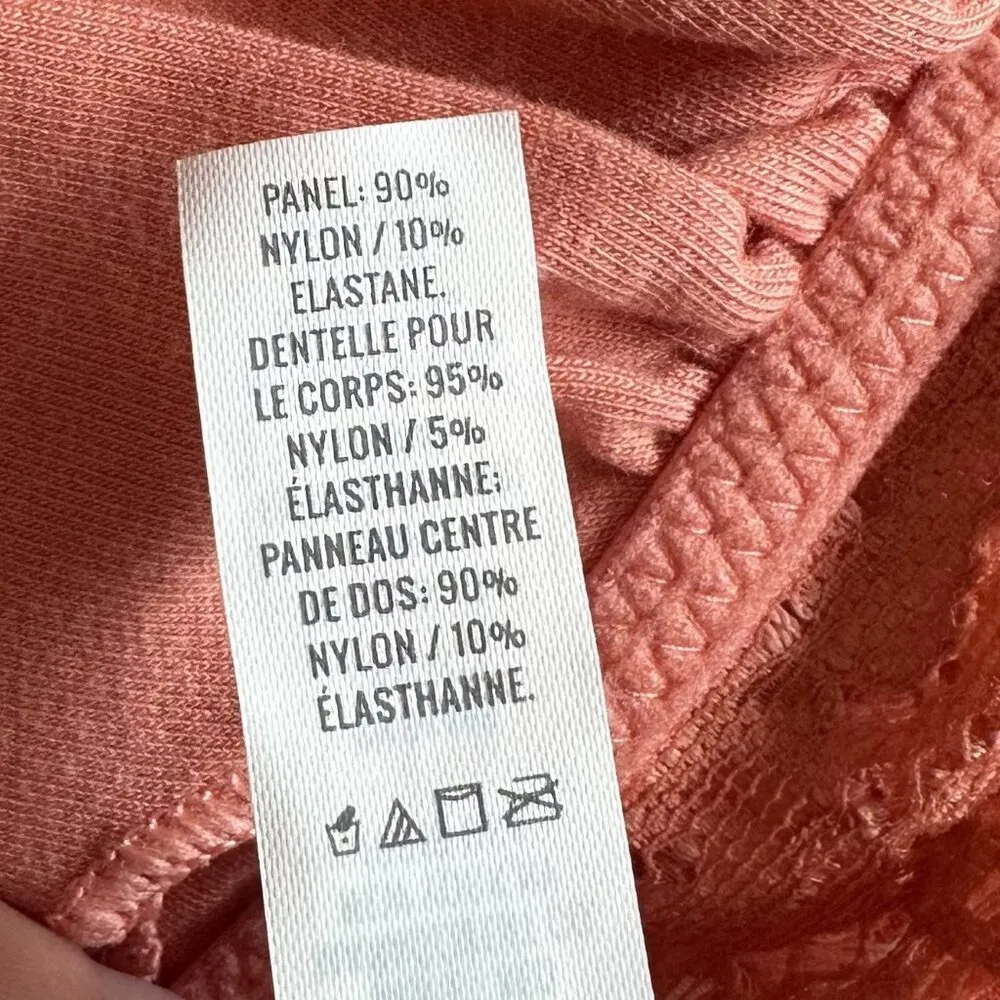 PANEL: 90%
NYLON / 10%
ELASTANE.
DENTELLE POUR
LE CORPS: 95%
NYLON / 5%
ÉLASTHANNE;
PANNEAU CENTRE
DE DOS: 90%
NYLON / 10%
ÉLASTHANNE.